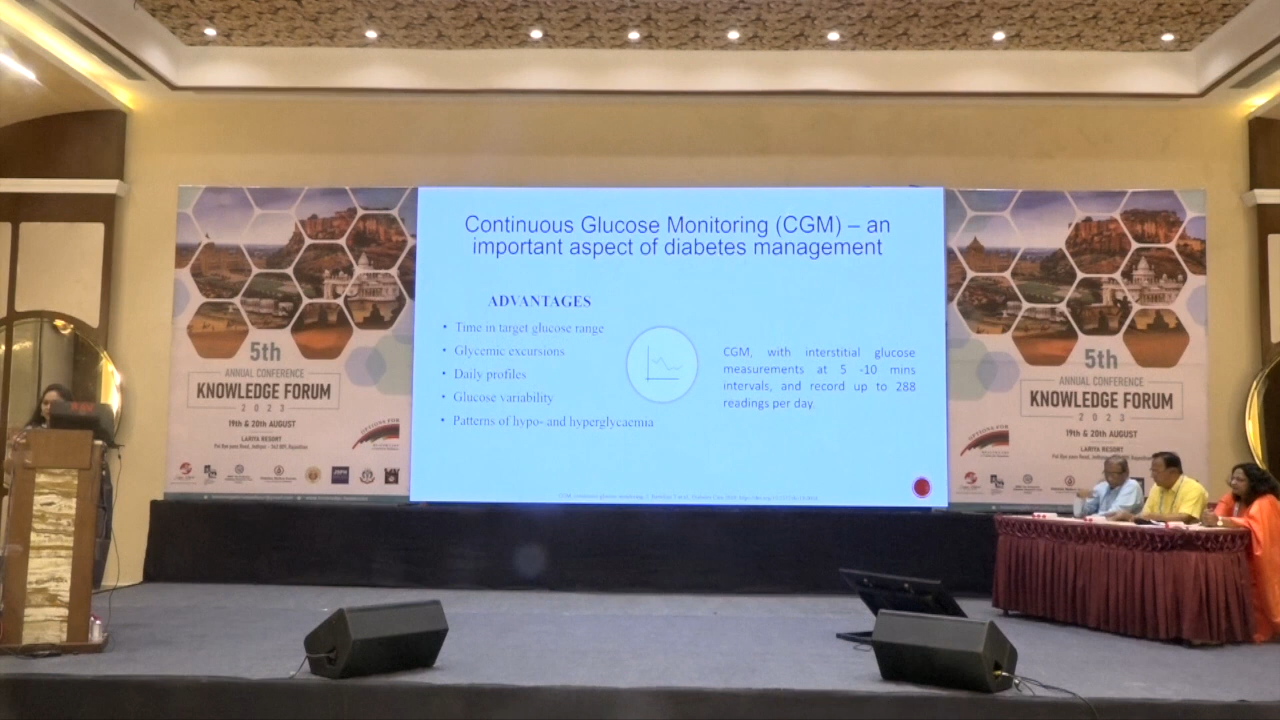 Continuous Glucose Monitoring (CGM) – an
important aspect of diabetes management
ADVANTAGES
• Time in target glucose range
• Glycemic excursions
• Daily profiles
• Glucose variability
• Patterns of hypo- and hyperglycaemia
CGM, with interstitial glucose
measurements at 5 -10 mins
intervals, and record up to 288
readings per day.
5th
ANNUAL CONFERENCE
KNOWLEDGE FORUM
2023
19th & 20th AUGUST
LARIYA RESORT
5th
ANNUAL CONFERENCE
KNOWLEDGE FORUM
2023
19th & 20th AUGUST
LARIYA RESORT